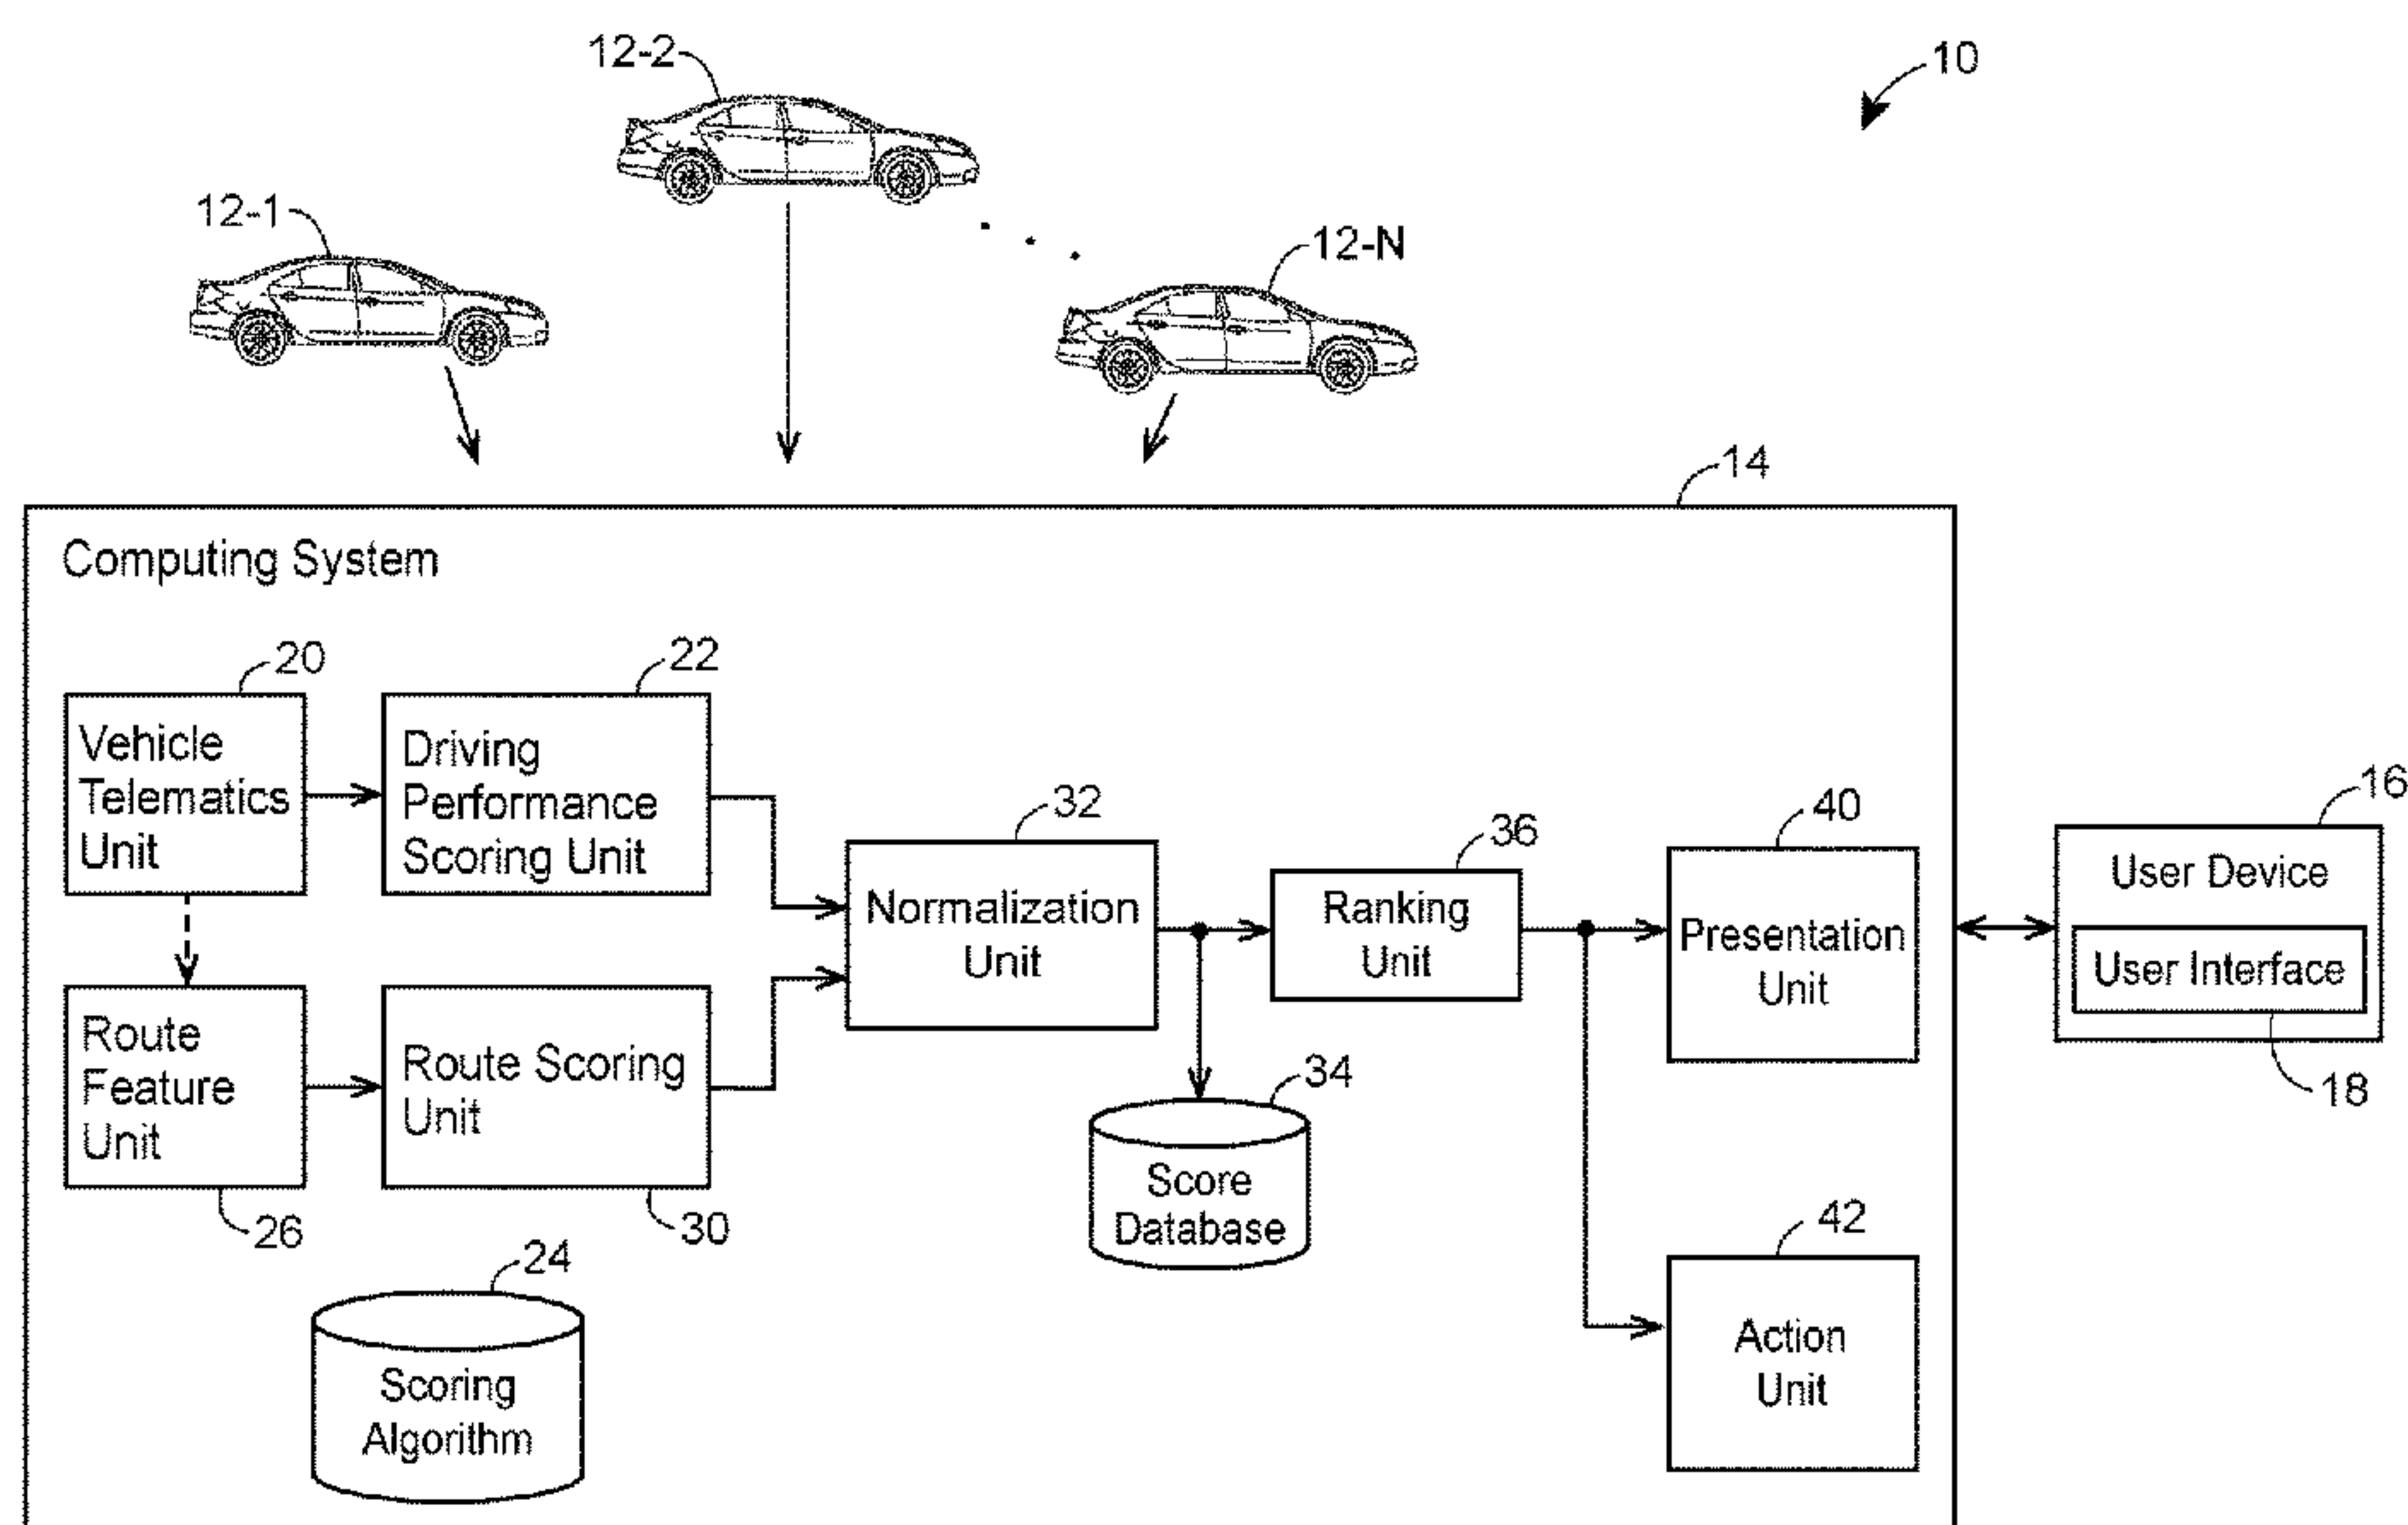 12-2
10
12-1
12-N
14
Computing System
20
22
Vehicle
Telematics
Unit
Driving
Performance
Scoring Unit
32
Normalization
Unit
36
Ranking
Unit
40
Presentation
Unit
16
User Device
User Interface
18
Route
Feature
Unit
26
Route Scoring
Unit
30
34
Score
Database
24
Scoring
Algorithm
42
Action
Unit